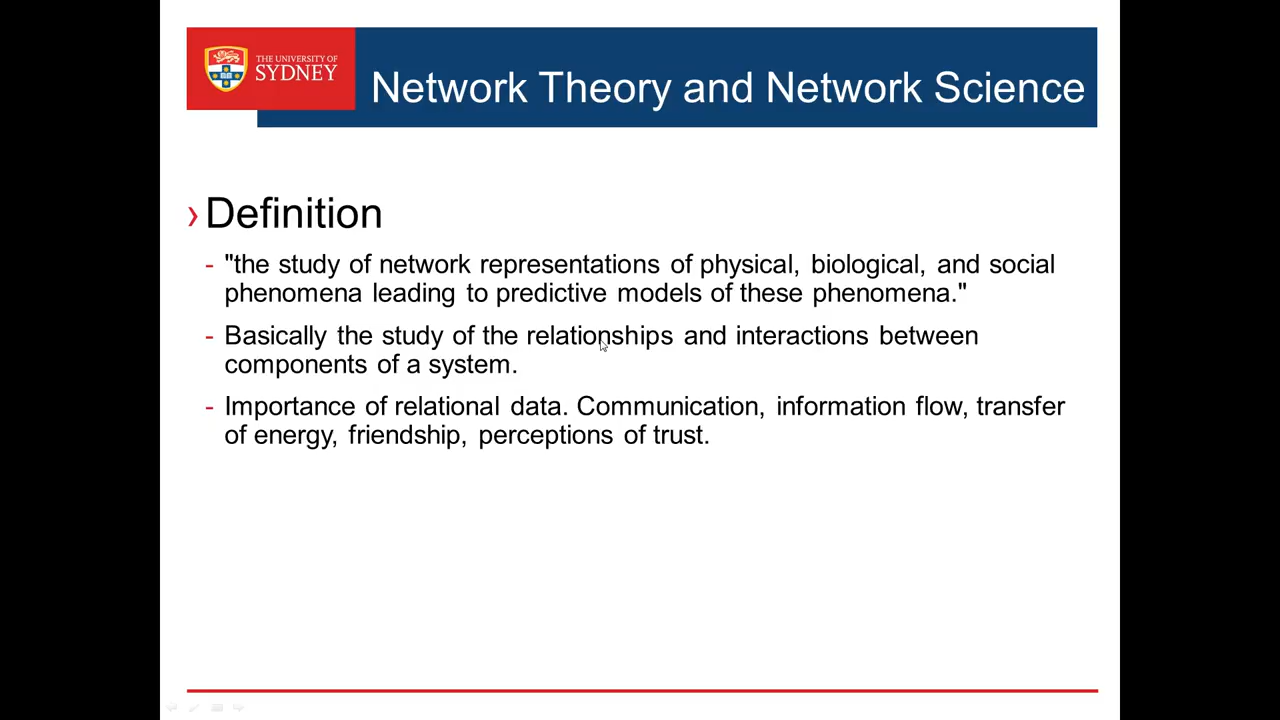 THE UNIVERSITY OF
SYDNEY
Network Theory and Network Science
› Definition
- "the study of network representations of physical, biological, and social
phenomena leading to predictive models of these phenomena."
- Basically the study of the relationships and interactions between
components of a system.
- Importance of relational data. Communication, information flow, transfer
of energy, friendship, perceptions of trust.